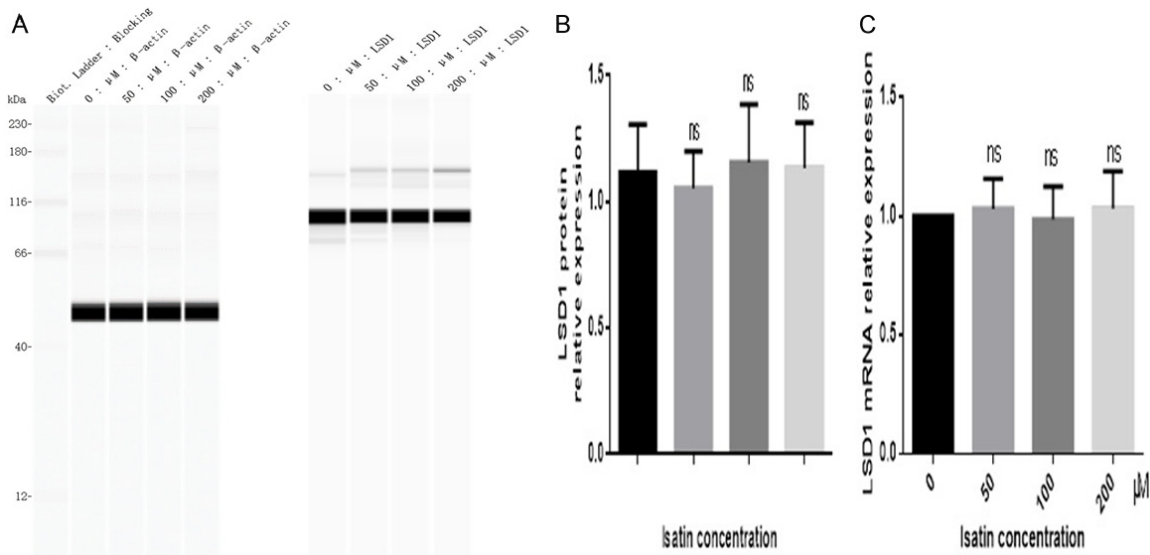 A
Biot. Ladder : Blocking
0 : μM : β-actin
50 : μM : β-actin
100 : μM : β-actin
200 : μM : β-actin
0 : μM : LSD1
50 : μM : LSD1
100 : μM : LSD1
200 : μM : LSD1
kDa
230-
180-
116-
66-
40-
12-
B
LSD1 protein
relative expression
1.5
1.0
0.5
0.0
ns
ns
ns
Isatin concentration
C
LSD1 mRNA relative expression
1.5
1.0
0.5
0.0
ns
ns
ns
0
50
100
200
μM
Isatin concentration